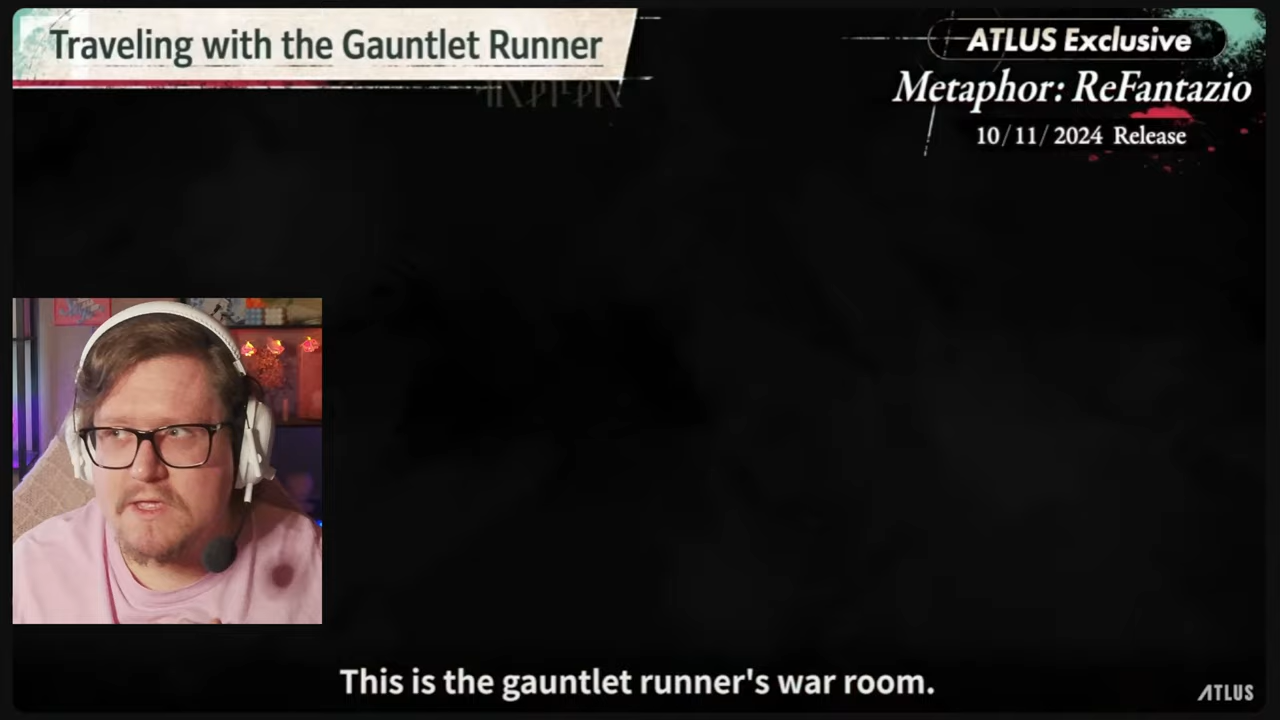 Traveling with the Gauntlet Runner
ATLUS Exclusive
Metaphor: ReFantazio
10/11/2024 Release
This is the gauntlet runner's war room.
ATLUS